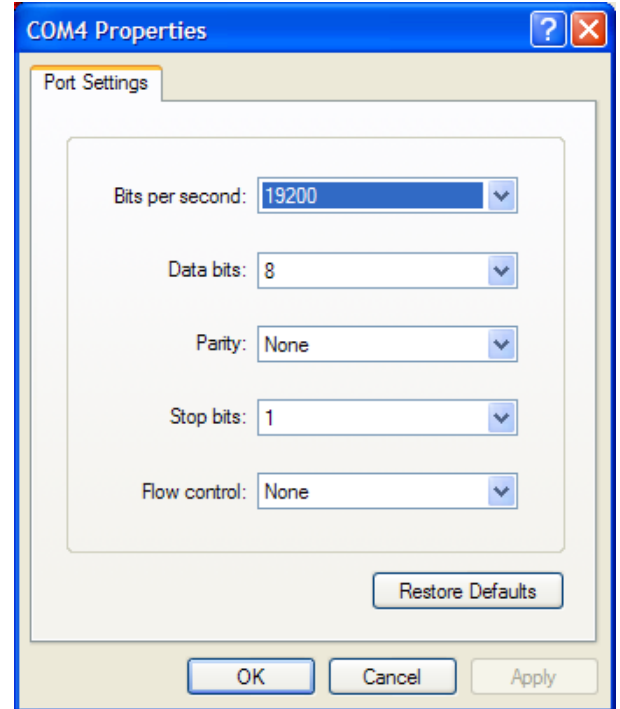 COM4 Properties
Port Settings
Bits per second: 19200
Data bits: 8
Parity: None
Stop bits: 1
Flow control: None
Restore Defaults
OK Cancel Apply